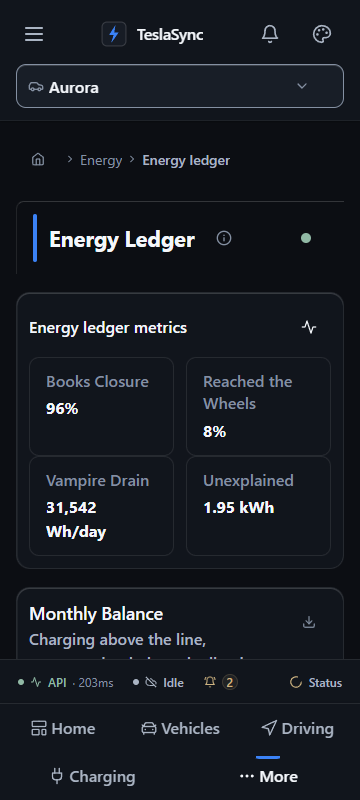 TeslaSync
Aurora
Energy
Energy ledger
Energy Ledger
Energy ledger metrics
Books Closure
96%
Reached the
Wheels
8%
Vampire Drain
31,542
Wh/day
Unexplained
1.95 kWh
Monthly Balance
Charging above the line,
API · 203ms
Idle
2
Status
Home
Vehicles
Driving
Charging
More